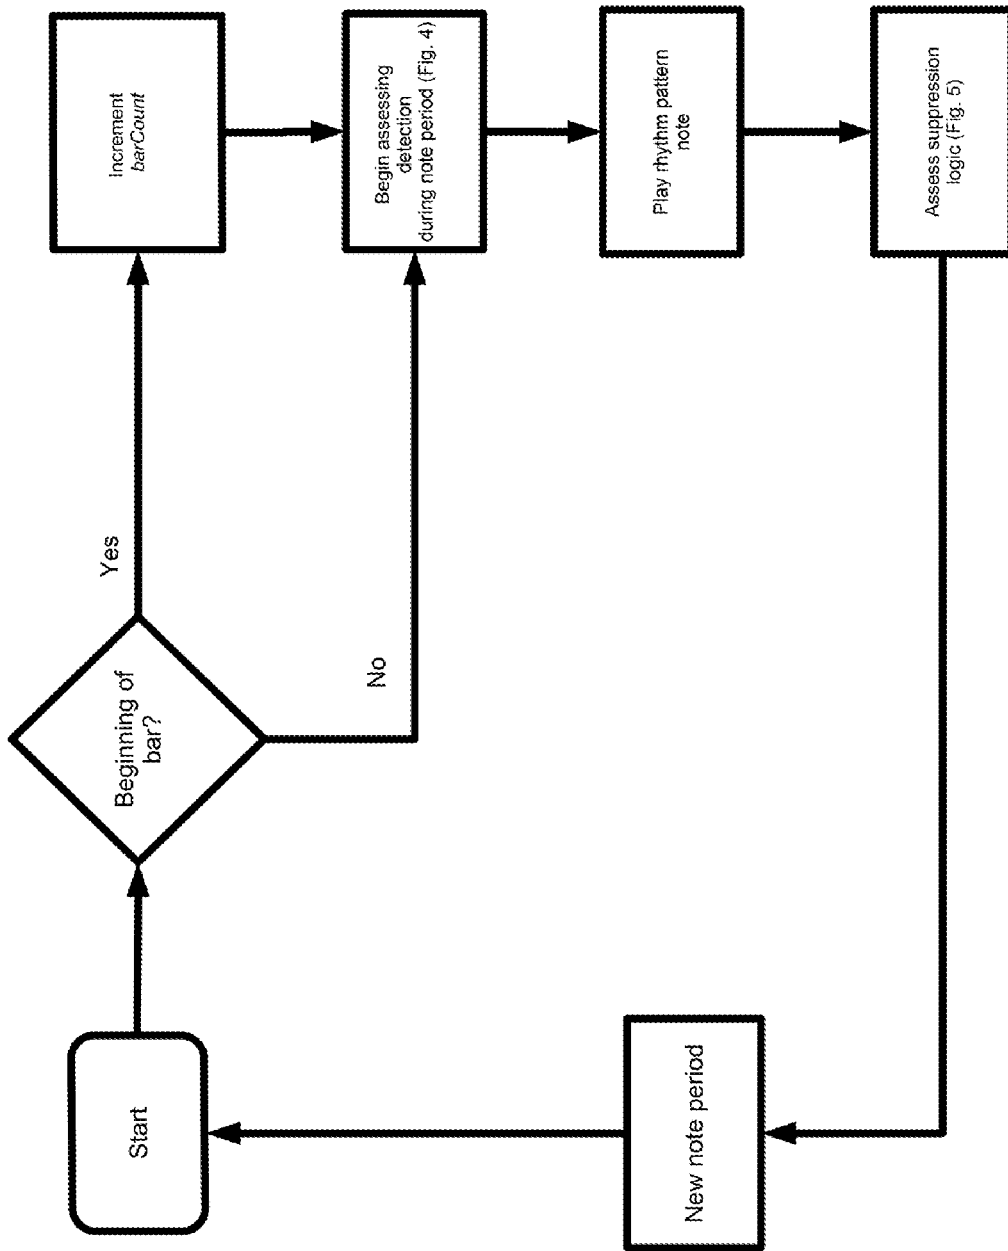 Start
Beginning of
bar?
Yes
No
Increment
barCount
Begin assessing
detection
during note period (Fig. 4)
Play rhythm pattern
note
Assess suppression
logic (Fig. 5)
New note period